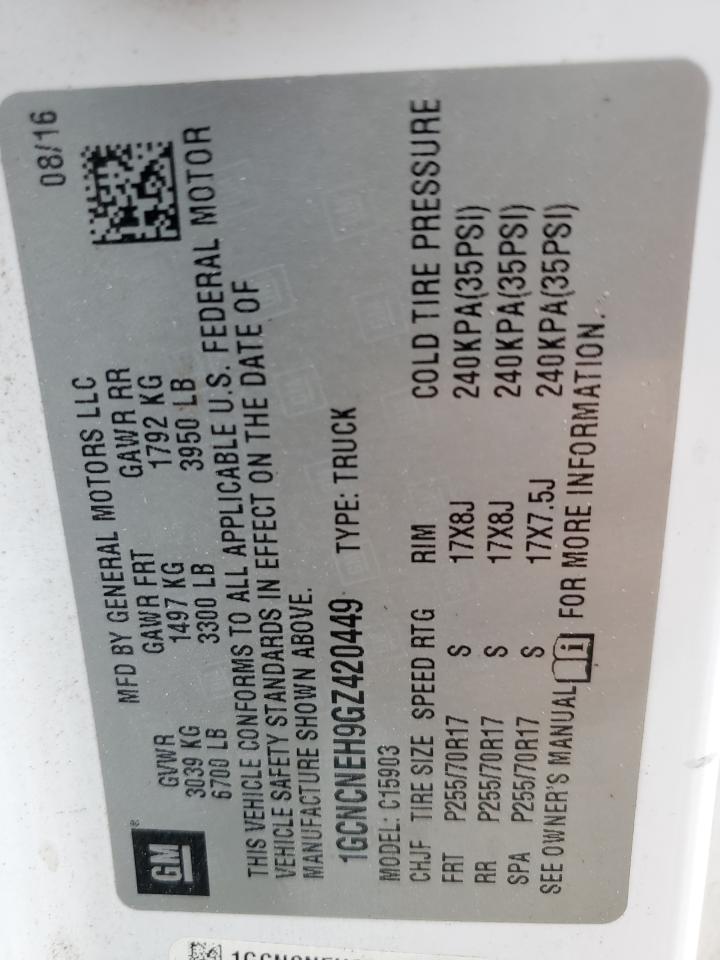 GM
®
MFD BY GENERAL MOTORS LLC
08/16
GVWR GAWR FRT GAWR RR
3039 KG 1497 KG 1792 KG
6700 LB 3300 LB 3950 LB
THIS VEHICLE CONFORMS TO ALL APPLICABLE U.S. FEDERAL MOTOR
VEHICLE SAFETY STANDARDS IN EFFECT ON THE DATE OF
MANUFACTURE SHOWN ABOVE.
1GCNCNEH9GZ420449 TYPE: TRUCK
MODEL: C15903
CHJF TIRE SIZE SPEED RTG RIM COLD TIRE PRESSURE
FRT P255/70R17 S 17X8J 240KPA(35PSI)
RR P255/70R17 S 17X8J 240KPA(35PSI)
SPA P255/70R17 S 17X7.5J 240KPA(35PSI)
SEE OWNER'S MANUAL i FOR MORE INFORMATION.